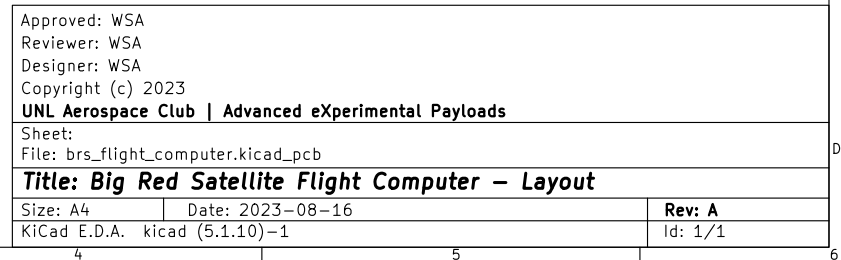 Approved: WSA
Reviewer: WSA
Designer: WSA
Copyright (c) 2023
UNL Aerospace Club | Advanced eXperimental Payloads
Sheet:
File: brs_flight_computer.kicad_pcb
D
Title: Big Red Satellite Flight Computer – Layout
Size: A4 Date: 2023–08–16 Rev: A
KiCad E.D.A. kicad (5.1.10)–1 Id: 1/1
4 5 6